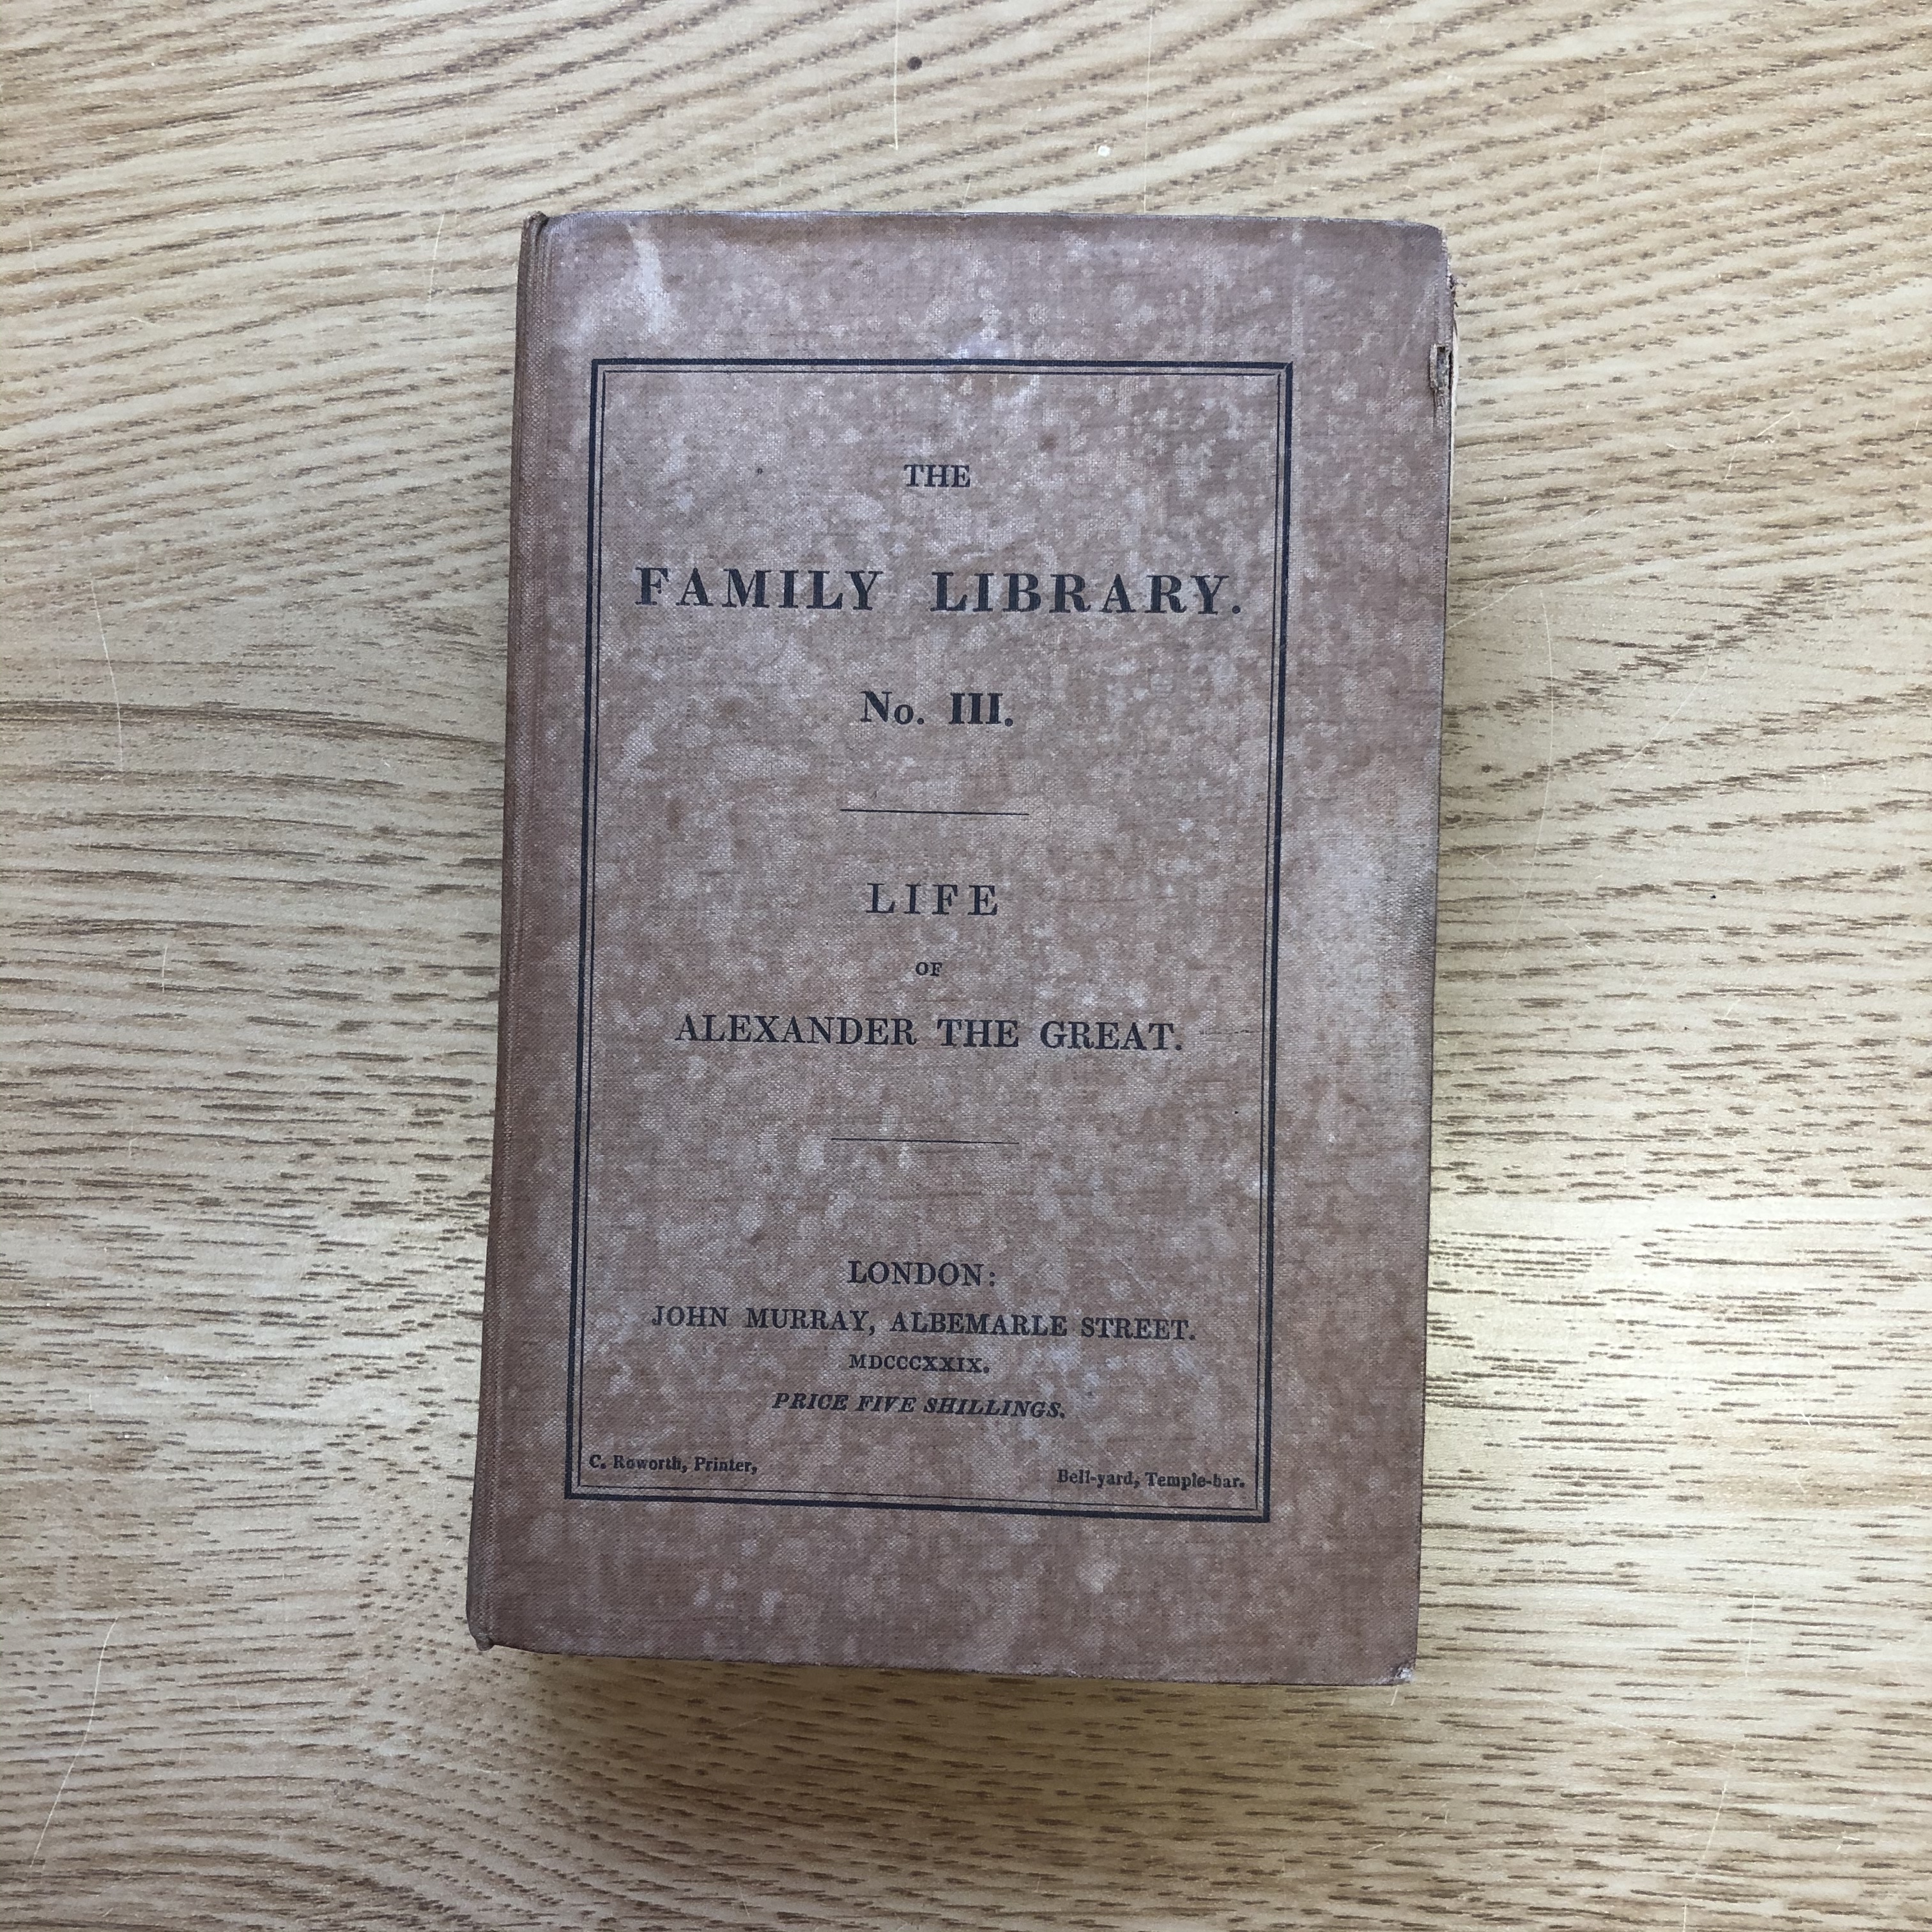 THE
FAMILY LIBRARY.
No. III.
LIFE
OF
ALEXANDER THE GREAT.
LONDON:
JOHN MURRAY, ALBEMARLE STREET.
MDCCCXXIX.
PRICE FIVE SHILLINGS.
C. Roworth, Printer, Bell-yard, Temple-bar.